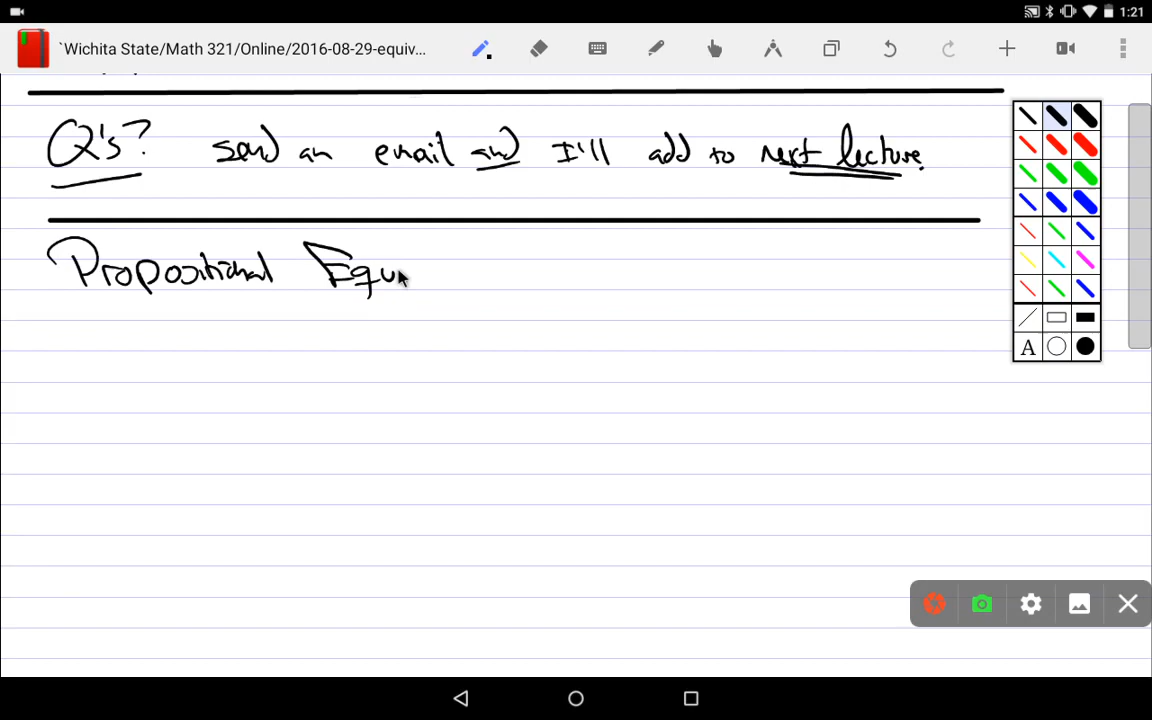 1:21
`Wichita State/Math 321/Online/2016-08-29-equiv...
Q's? send an email and I'll add to next lecture.
Propositional Equ
A